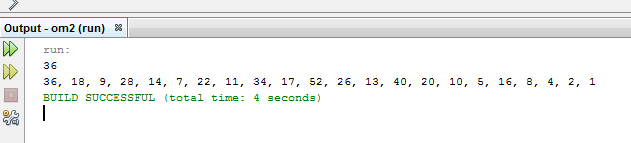 Output - om2 (run)
run:
36
36, 18, 9, 28, 14, 7, 22, 11, 34, 17, 52, 26, 13, 40, 20, 10, 5, 16, 8, 4, 2, 1
BUILD SUCCESSFUL (total time: 4 seconds)